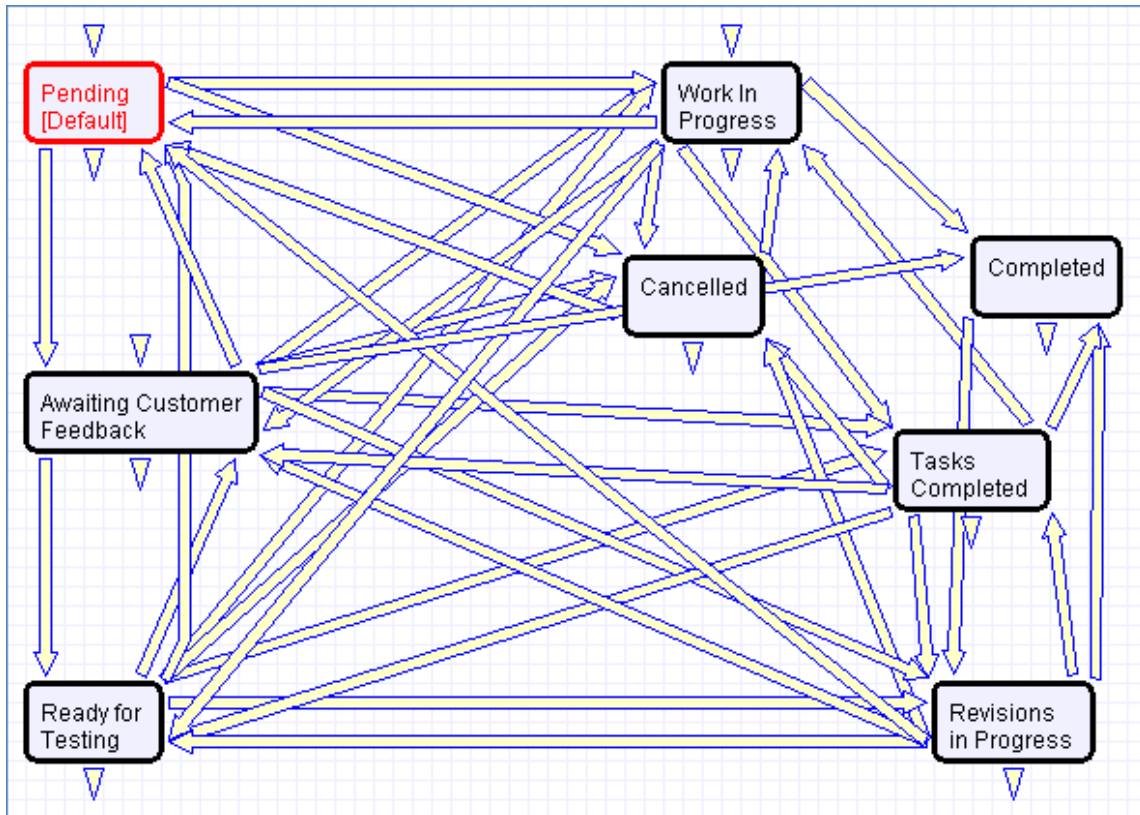 Pending
[Default]
Work In
Progress
Cancelled
Completed
Awaiting Customer
Feedback
Tasks
Completed
Ready for
Testing
Revisions
in Progress